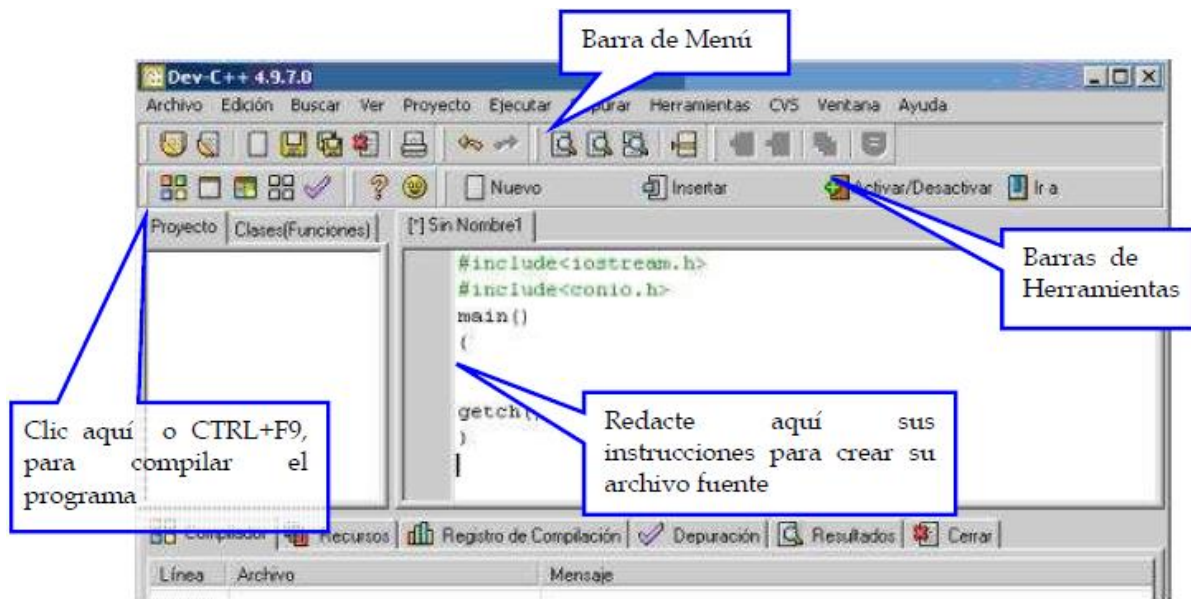 Barra de Menú
Dev-C++ 4.9.7.0
Archivo Edición Buscar Ver Proyecto Ejecutar Herramientas CVS Ventana Ayuda
Nuevo Insertar Activar/Desactivar Ir a
Proyecto Clases(Funciones) [*] Sin Nombre1
#include<iostream.h>
#include<conio.h>
main()
(
getch()
)
Barras de
Herramientas
Clic aquí o CTRL+F9,
para compilar el
programa
Redacte aquí sus
instrucciones para crear su
archivo fuente
Compilador Recursos Registro de Compilación Depuración Resultados Cerrar
Línea Archivo Mensaje